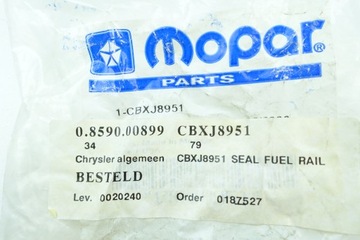 mopar®
PARTS
1-CBXJ8951
0.8590.00899 CBXJ8951
34 79
Chrysler algemeen CBXJ8951 SEAL FUEL RAIL
BESTELD
Lev. 0020240 Order 0187527